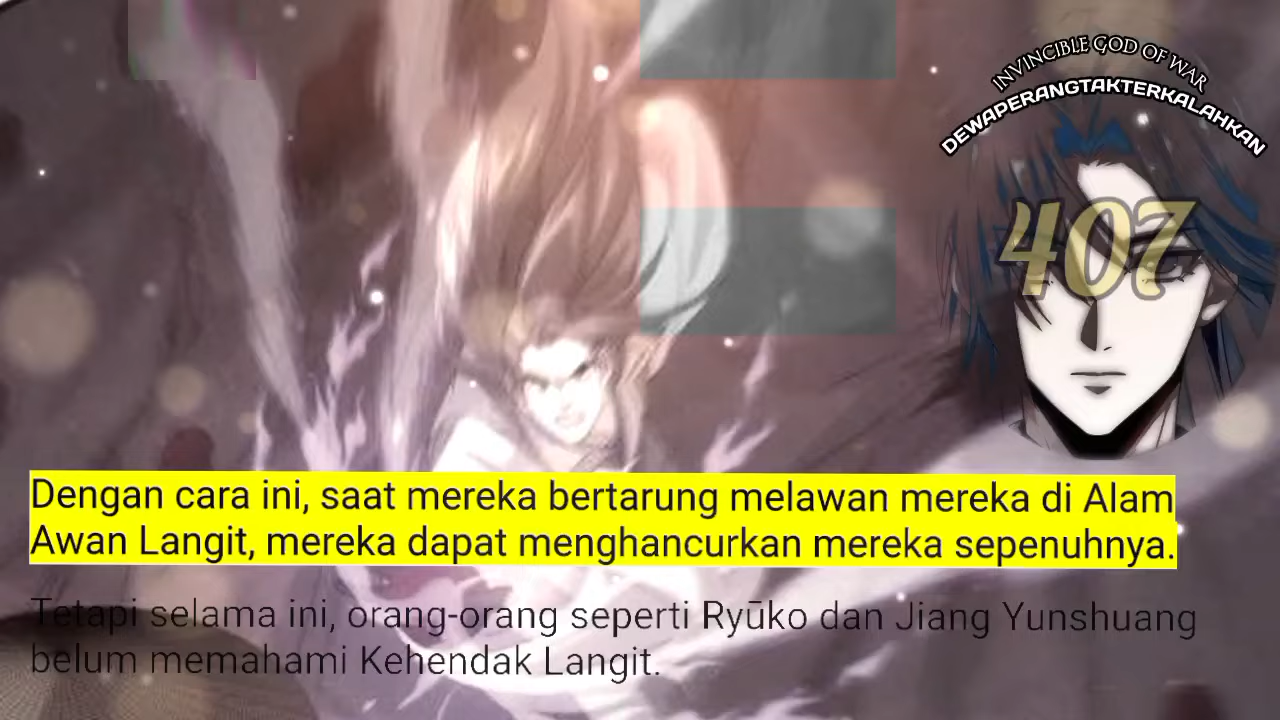 INVINCIBLE GOD OF WAR
DEWAPERANGTAKTERKALAHKAN
407
Dengan cara ini, saat mereka bertarung melawan mereka di Alam
Awan Langit, mereka dapat menghancurkan mereka sepenuhnya.
Tetapi selama ini, orang-orang seperti Ryūko dan Jiang Yunshuang
belum memahami Kehendak Langit.